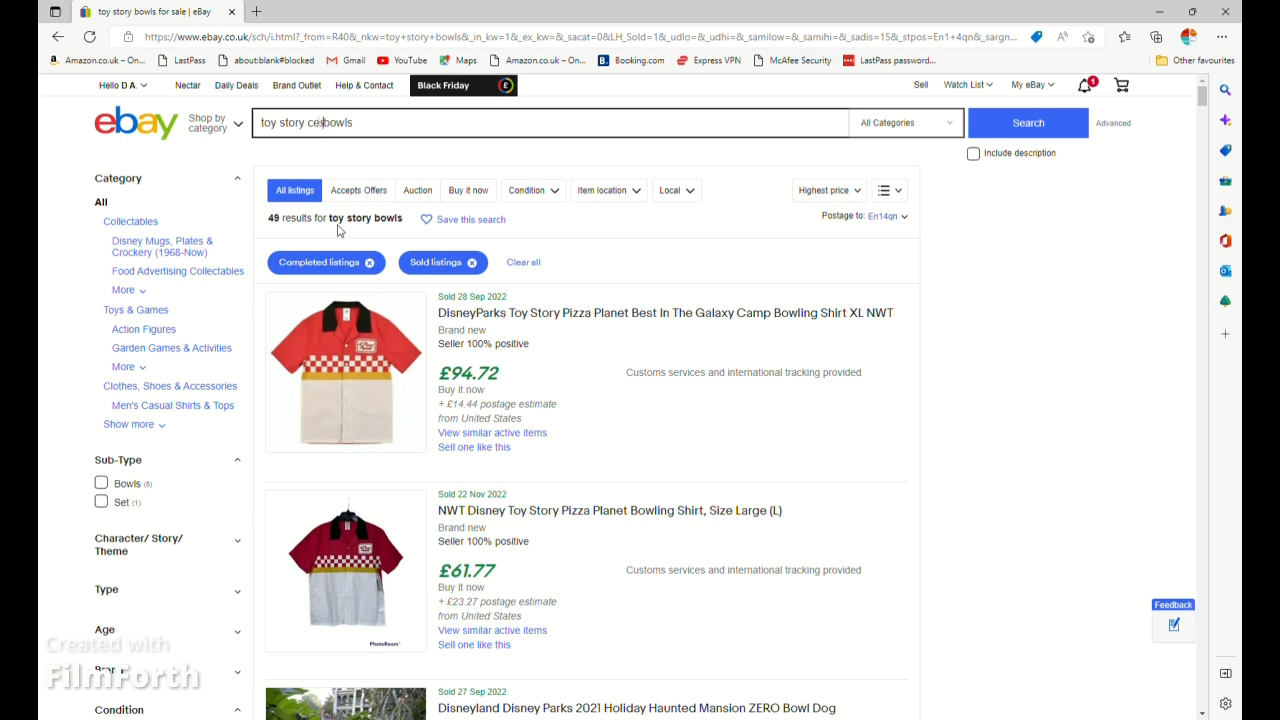 toy story bowls for sale | eBay
https://www.ebay.co.uk/sch/i.html?_from=R40&_nkw=toy+story+bowls&_in_kw=1&_ex_kw=&_sacat=0&LH_Sold=1&_udlo=&_udhi=&_samilow=&_samihi=&_sadis=15&_stpos=En1+4qn&_sargn...
Amazon.co.uk – On... LastPass about:blank#blocked Gmail YouTube Maps Amazon.co.uk – On... Booking.com Express VPN McAfee Security LastPass password... Other favourites
Hello D A. Nectar Daily Deals Brand Outlet Help & Contact Black Friday £ Sell Watch List My eBay 1
ebay Shop by category toy story cesbowls All Categories Search Advanced
Include description
Category
All
Collectables
Disney Mugs, Plates &
Crockery (1968-Now)
Food Advertising Collectables
More
Toys & Games
Action Figures
Garden Games & Activities
More
Clothes, Shoes & Accessories
Men's Casual Shirts & Tops
Show more
Sub-Type
Bowls (6)
Set (1)
Character/ Story/
Theme
Type
Age
Condition
All listings Accepts Offers Auction Buy it now Condition Item location Local Highest price
49 results for toy story bowls Save this search Postage to: En14qn
Completed listings Sold listings Clear all
Sold 28 Sep 2022
DisneyParks Toy Story Pizza Planet Best In The Galaxy Camp Bowling Shirt XL NWT
Brand new
Seller 100% positive
£94.72 Customs services and international tracking provided
Buy it now
+ £14.44 postage estimate
from United States
View similar active items
Sell one like this
Sold 22 Nov 2022
NWT Disney Toy Story Pizza Planet Bowling Shirt, Size Large (L)
Brand new
Seller 100% positive
£61.77 Customs services and international tracking provided
Buy it now
+ £23.27 postage estimate
from United States
View similar active items
Sell one like this
PhotoRoom
Sold 27 Sep 2022
Disneyland Disney Parks 2021 Holiday Haunted Mansion ZERO Bowl Dog
Feedback
Created with
FilmForth